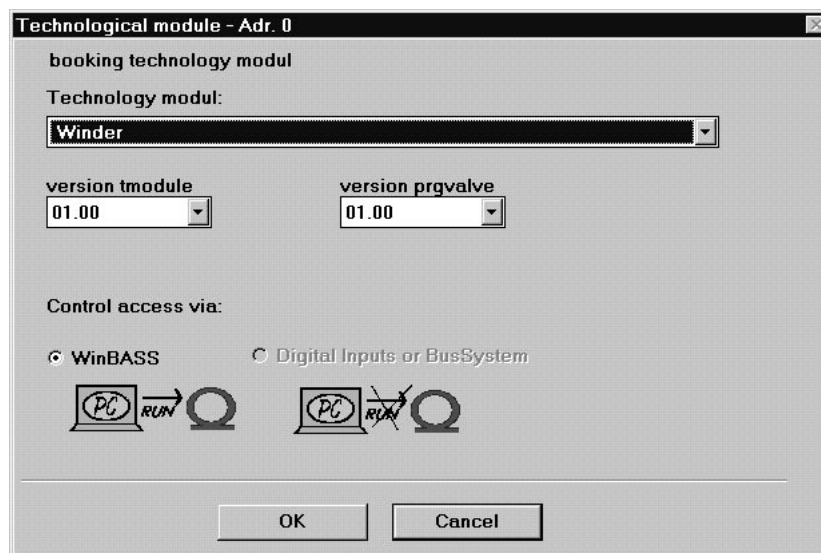 Technological module - Adr. 0
booking technology modul
Technology modul:
Winder
version tmodule version prgvalve
01.00 01.00
Control access via:
WinBASS Digital Inputs or BusSystem
PC RUN PC RUN
OK Cancel